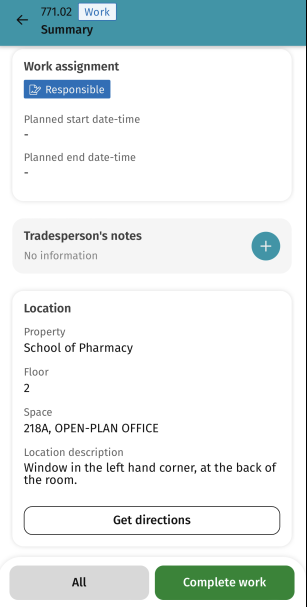 771.02 Work
Summary
Work assignment
Responsible
Planned start date-time
-
Planned end date-time
-
Tradesperson's notes
No information
Location
Property
School of Pharmacy
Floor
2
Space
218A, OPEN-PLAN OFFICE
Location description
Window in the left hand corner, at the back of
the room.
Get directions
All
Complete work